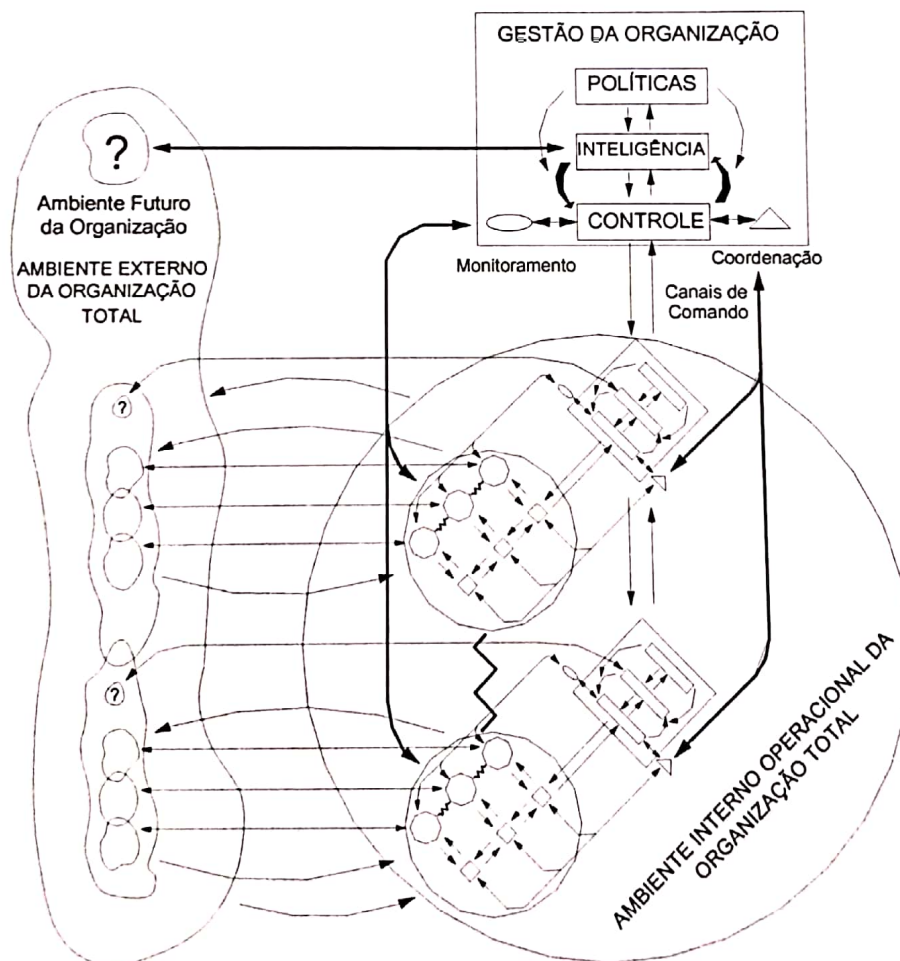 GESTÃO DA ORGANIZAÇÃO
POLÍTICAS
?
INTELIGÊNCIA
Ambiente Futuro
da Organização
CONTROLE
AMBIENTE EXTERNO
DA ORGANIZAÇÃO
TOTAL
Monitoramento
Coordenação
Canais de
Comando
?
?
AMBIENTE INTERNO OPERACIONAL DA
ORGANIZAÇÃO TOTAL